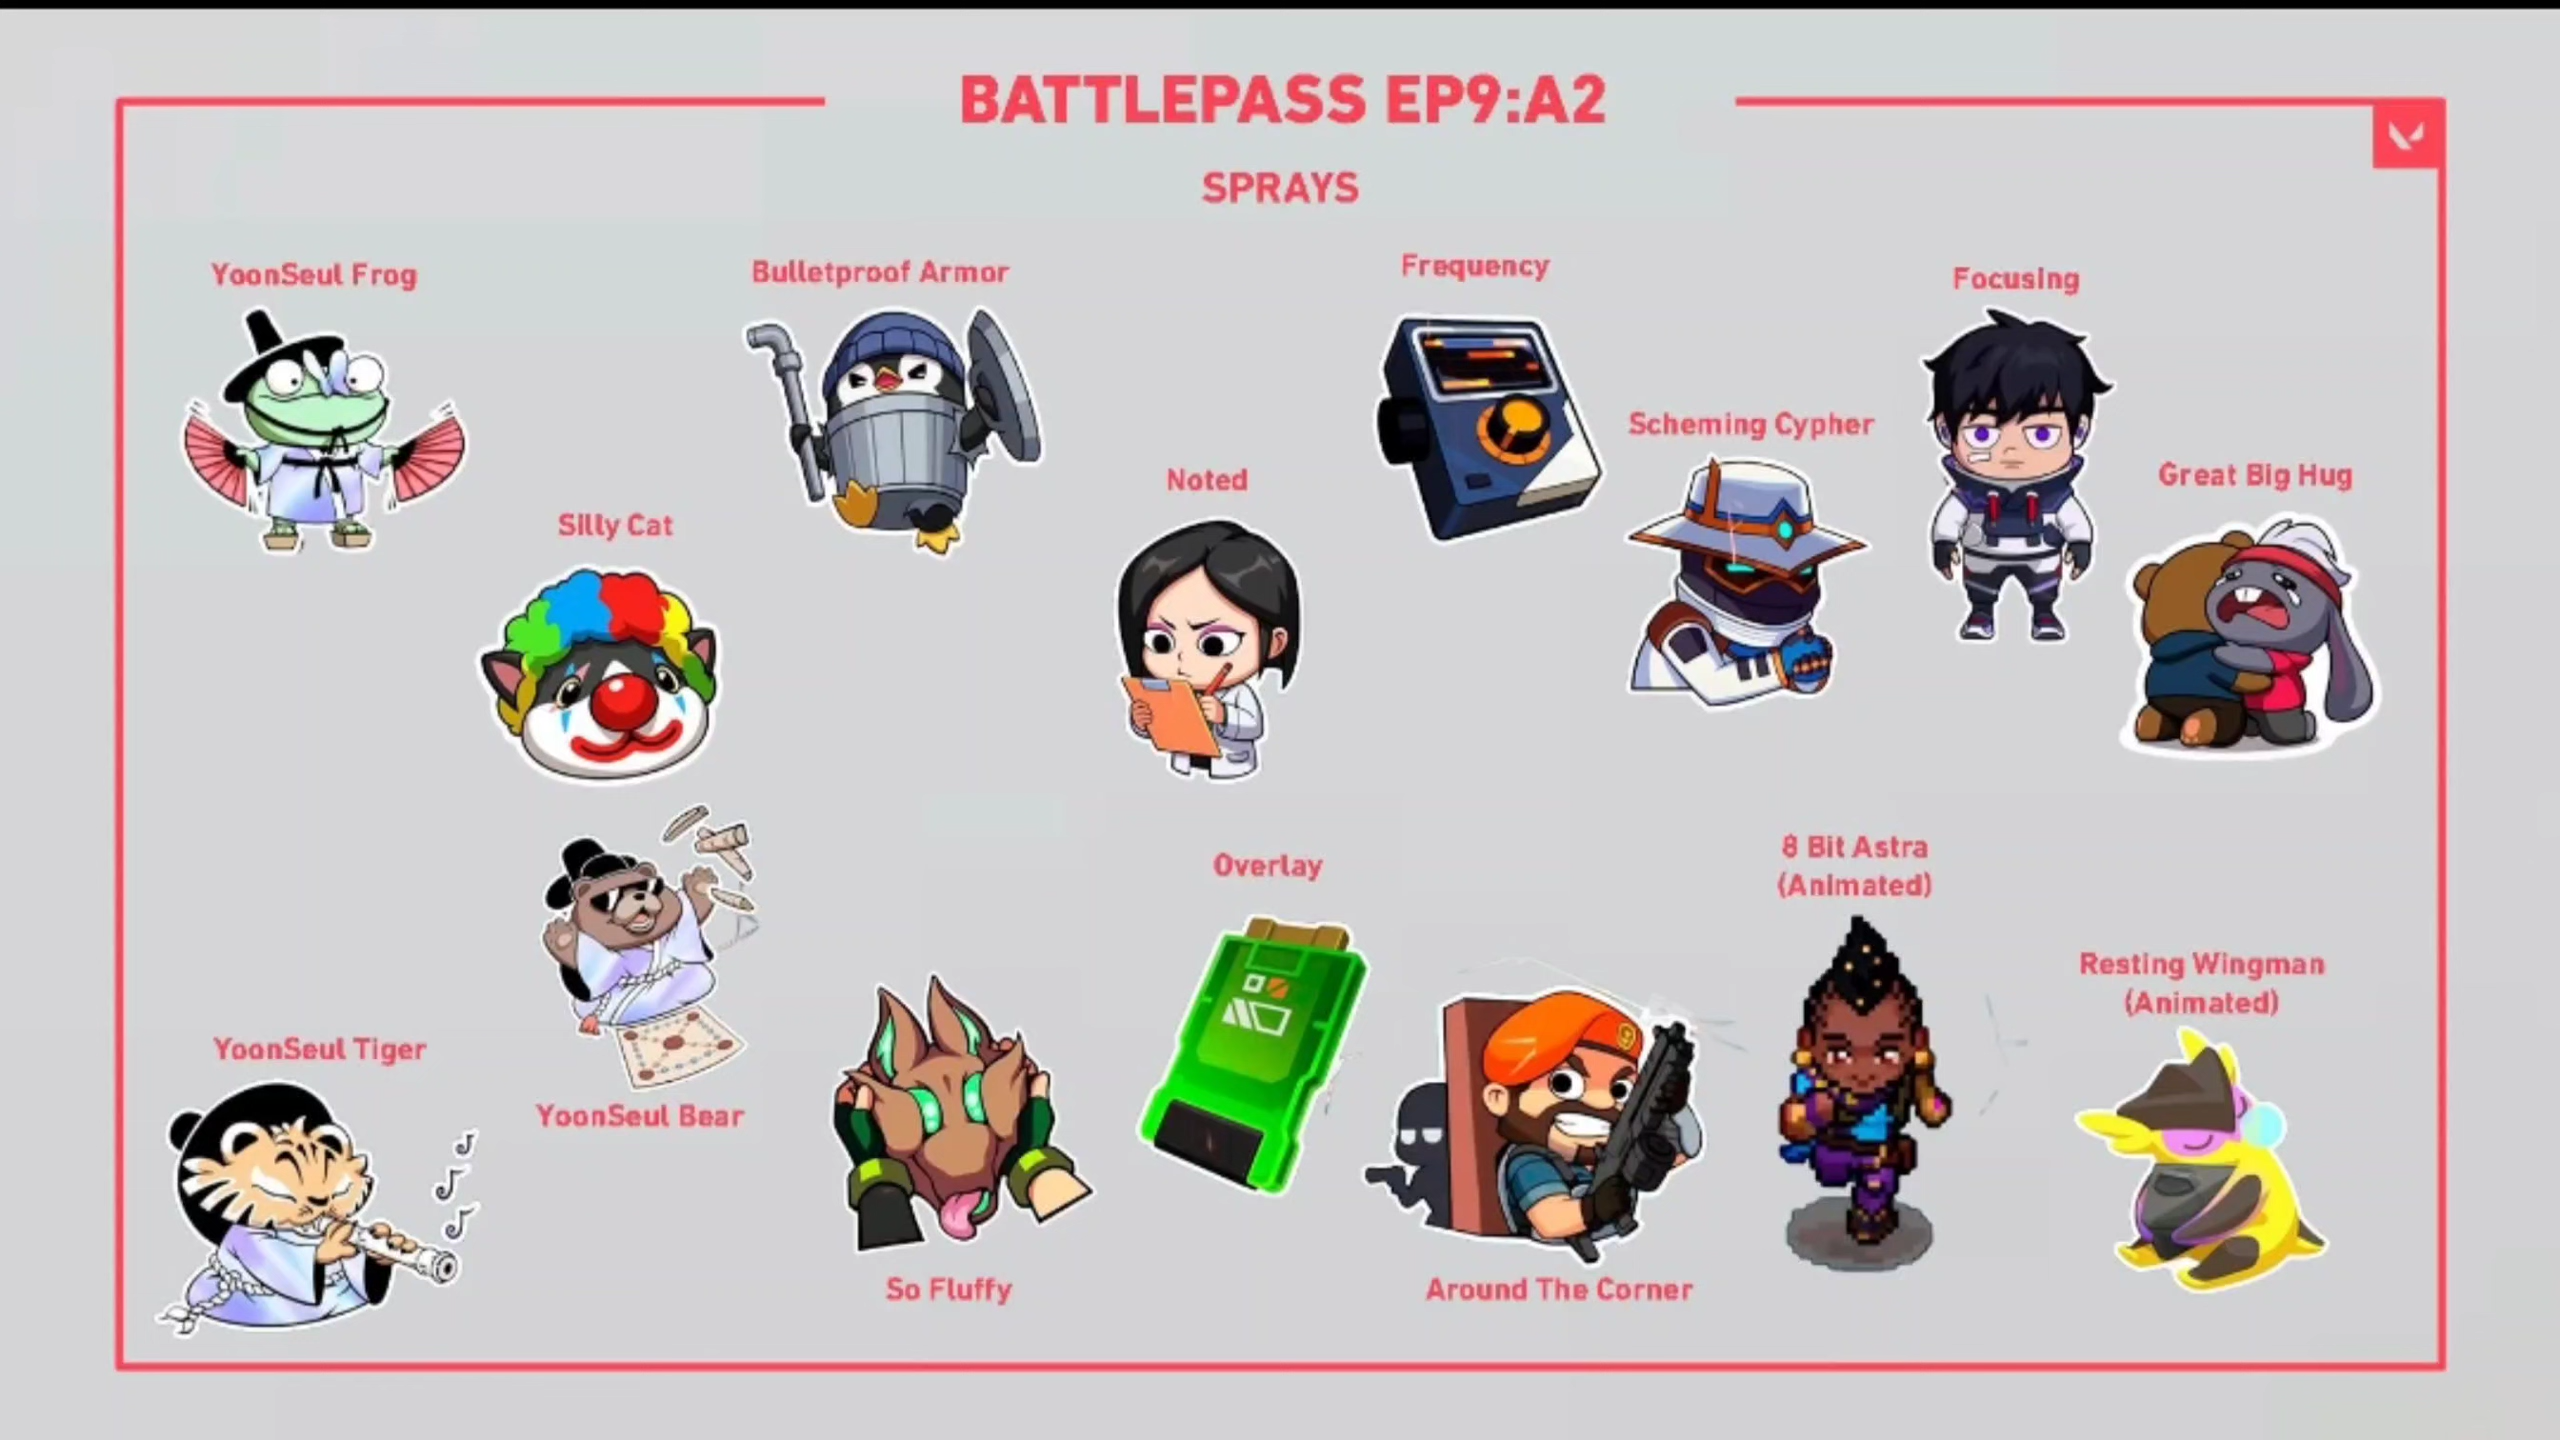 BATTLEPASS EP9:A2
SPRAYS
YoonSeul Frog
Bulletproof Armor
Frequency
Focusing
Scheming Cypher
Great Big Hug
Noted
Silly Cat
8 Bit Astra
(Animated)
Overlay
Resting Wingman
(Animated)
YoonSeul Tiger
YoonSeul Bear
So Fluffy
Around The Corner